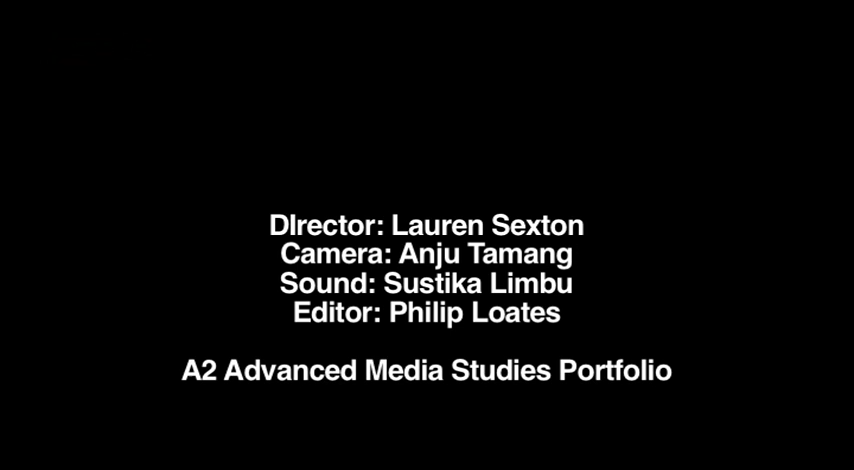 DIrector: Lauren Sexton
Camera: Anju Tamang
Sound: Sustika Limbu
Editor: Philip Loates
A2 Advanced Media Studies Portfolio